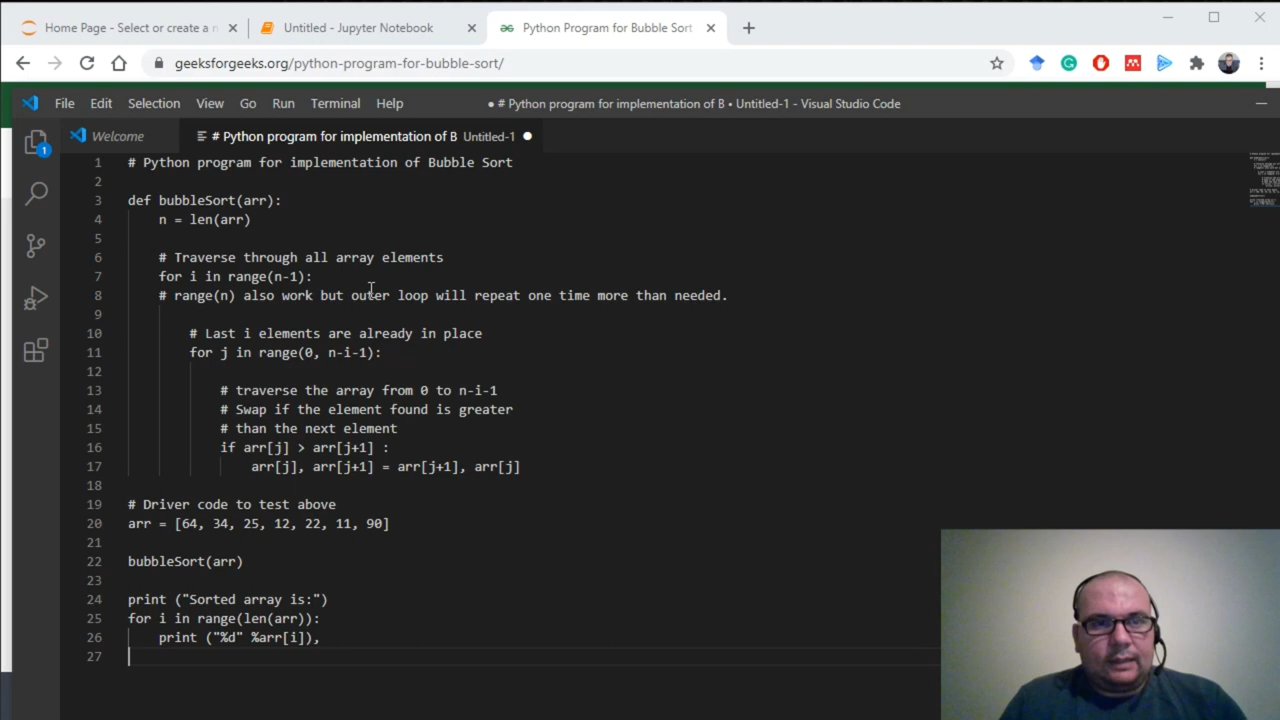 Home Page - Select or create a n
Untitled - Jupyter Notebook
Python Program for Bubble Sort
geeksforgeeks.org/python-program-for-bubble-sort/
File Edit Selection View Go Run Terminal Help
● # Python program for implementation of B • Untitled-1 - Visual Studio Code
Welcome
# Python program for implementation of B Untitled-1
1
1 # Python program for implementation of Bubble Sort
2
3 def bubbleSort(arr):
4     n = len(arr)
5
6     # Traverse through all array elements
7     for i in range(n-1):
8     # range(n) also work but outer loop will repeat one time more than needed.
9
10         # Last i elements are already in place
11         for j in range(0, n-i-1):
12
13             # traverse the array from 0 to n-i-1
14             # Swap if the element found is greater
15             # than the next element
16             if arr[j] > arr[j+1] :
17                 arr[j], arr[j+1] = arr[j+1], arr[j]
18
19 # Driver code to test above
20 arr = [64, 34, 25, 12, 22, 11, 90]
21
22 bubbleSort(arr)
23
24 print ("Sorted array is:")
25 for i in range(len(arr)):
26     print ("%d" %arr[i]),
27